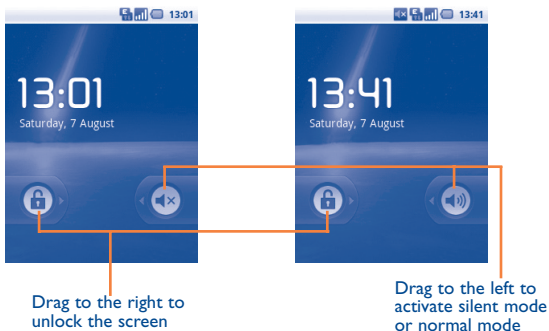 13:01
13:01
Saturday, 7 August
13:41
13:41
Saturday, 7 August
Drag to the right to
unlock the screen
Drag to the left to
activate silent mode
or normal mode